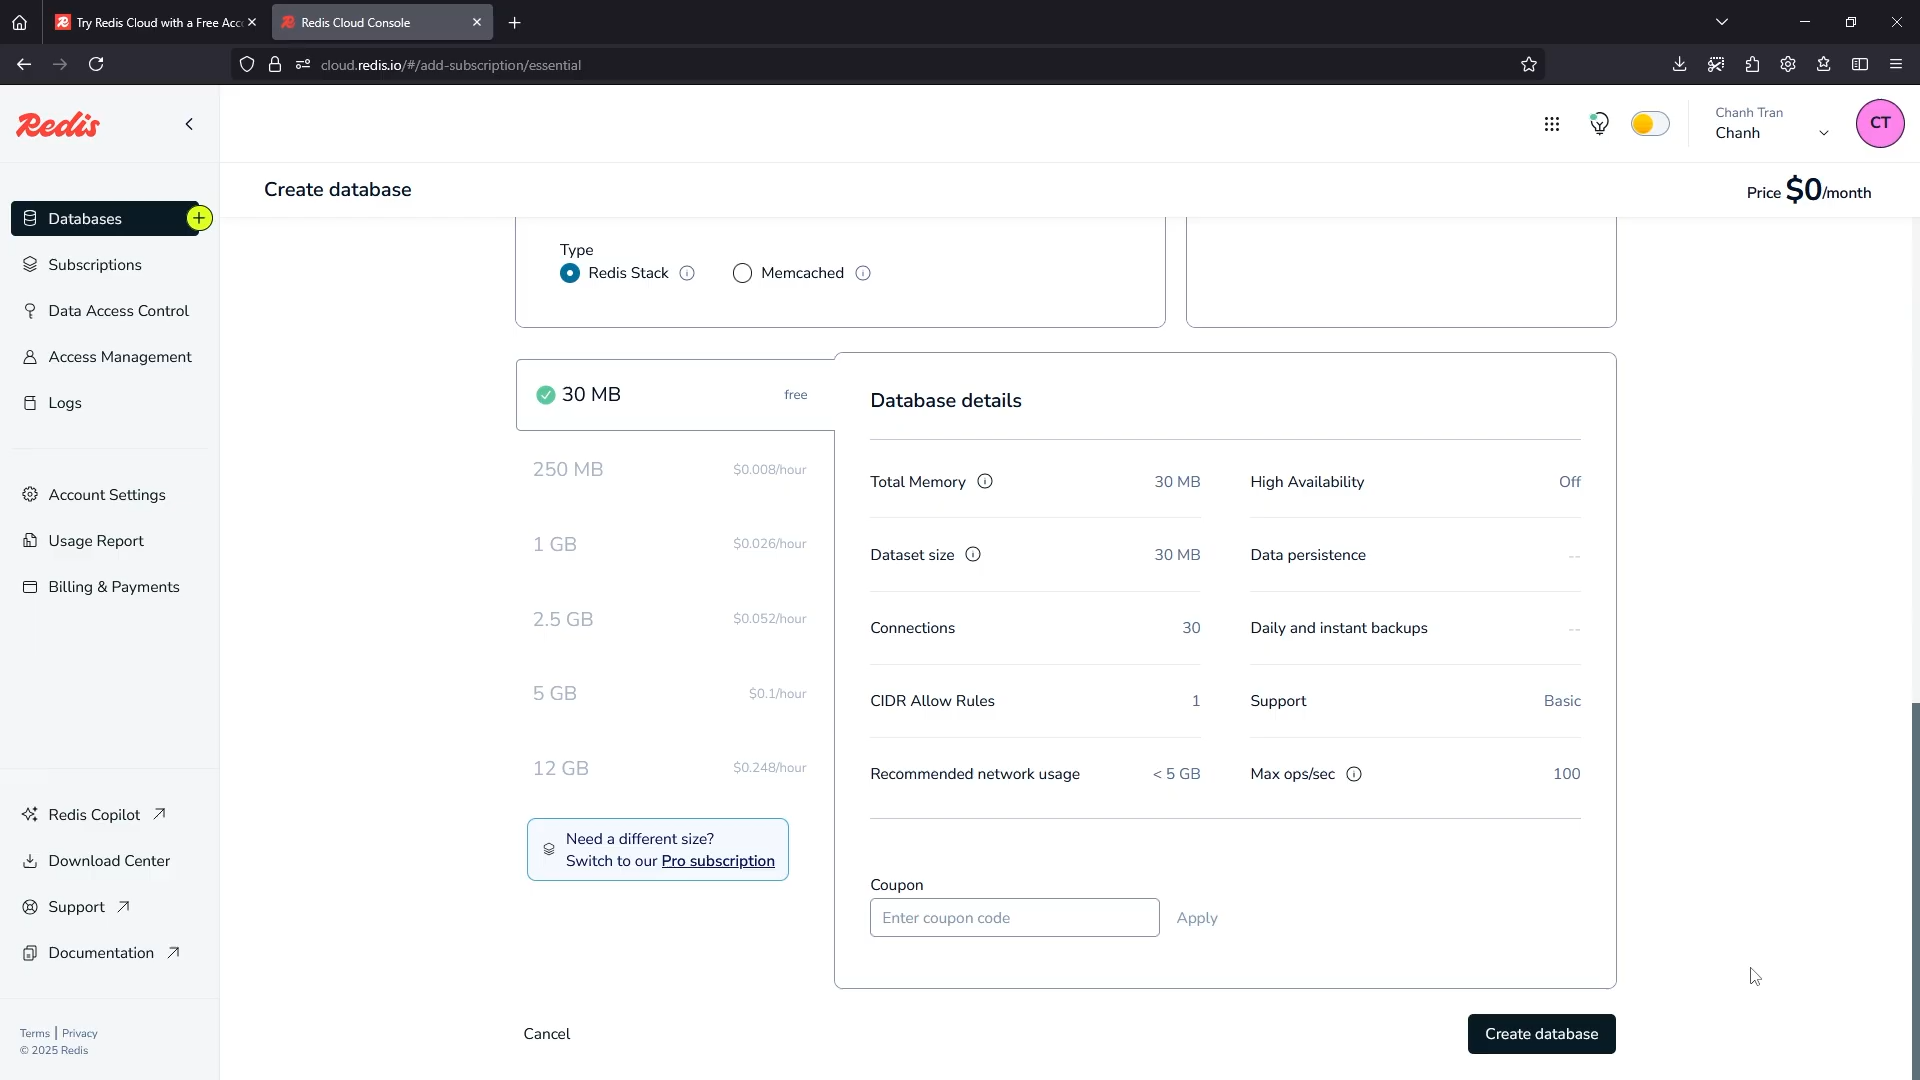 Try Redis Cloud with a Free Acc
Redis Cloud Console
cloud.redis.io/#/add-subscription/essential
Redis
Chanh Tran
Chanh
CT
Create database
Price $0/month
Databases
Subscriptions
Data Access Control
Access Management
Logs
Account Settings
Usage Report
Billing & Payments
Redis Copilot
Download Center
Support
Documentation
Terms | Privacy
© 2025 Redis
Type
Redis Stack
Memcached
30 MB free
250 MB $0.008/hour
1 GB $0.026/hour
2.5 GB $0.052/hour
5 GB $0.1/hour
12 GB $0.248/hour
Need a different size?
Switch to our Pro subscription
Database details
Total Memory 30 MB High Availability Off
Dataset size 30 MB Data persistence --
Connections 30 Daily and instant backups --
CIDR Allow Rules 1 Support Basic
Recommended network usage < 5 GB Max ops/sec 100
Coupon
Enter coupon code Apply
Cancel
Create database